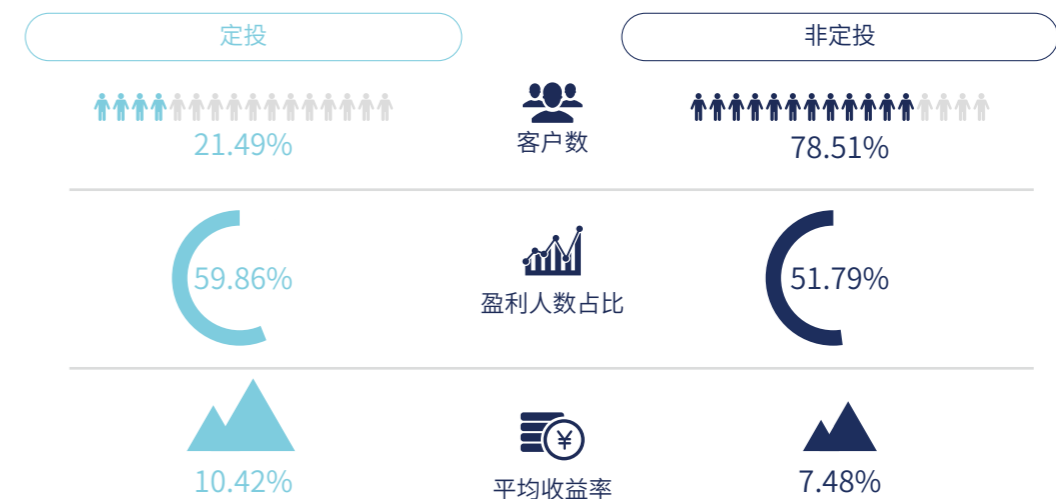 定投
非定投
21.49%
客户数
78.51%
59.86%
盈利人数占比
51.79%
10.42%
¥
平均收益率
7.48%